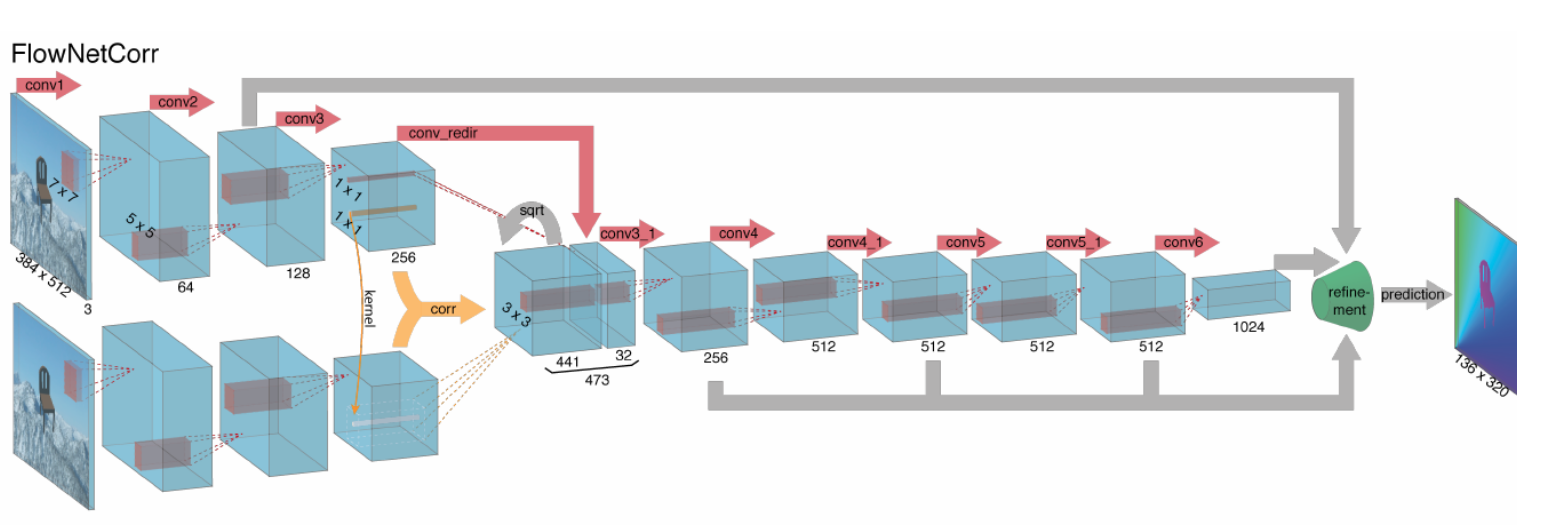 FlowNetCorr
conv1
conv2
conv3
conv_redir
sqrt
conv3_1
conv4
conv4_1
conv5
conv5_1
conv6
7 x 7
5 x 5
1 x 1
1 x 1
384 x 512
3
64
128
256
kernel
corr
3 x 3
441
32
473
256
512
512
512
512
1024
refine-
ment
prediction
136 x 320